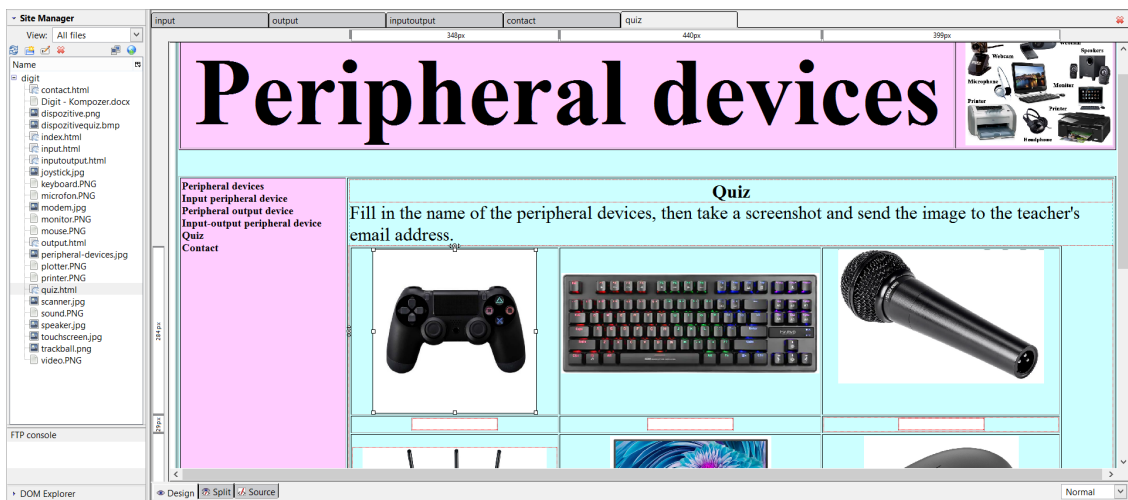 Site Manager
View: All files
Name
digit
contact.html
Digit - Kompozer.docx
dispozitive.png
dispozitivequiz.bmp
index.html
input.html
inputoutput.html
joystick.jpg
keyboard.PNG
microfon.PNG
modem.jpg
monitor.PNG
mouse.PNG
output.html
peripheral-devices.jpg
plotter.PNG
printer.PNG
quiz.html
scanner.jpg
sound.PNG
speaker.jpg
touchscreen.jpg
trackball.png
video.PNG
FTP console
DOM Explorer
input
output
inputoutput
contact
quiz
348px
440px
399px
Peripheral devices
Webcam
Speakers
Microphone
Monitor
Printer
Printer
Headphone
Peripheral devices
Input peripheral device
Peripheral output device
Input-output peripheral device
Quiz
Contact
Quiz
Fill in the name of the peripheral devices, then take a screenshot and send the image to the teacher's
email address.
284px
29px
Design
Split
Source
Normal